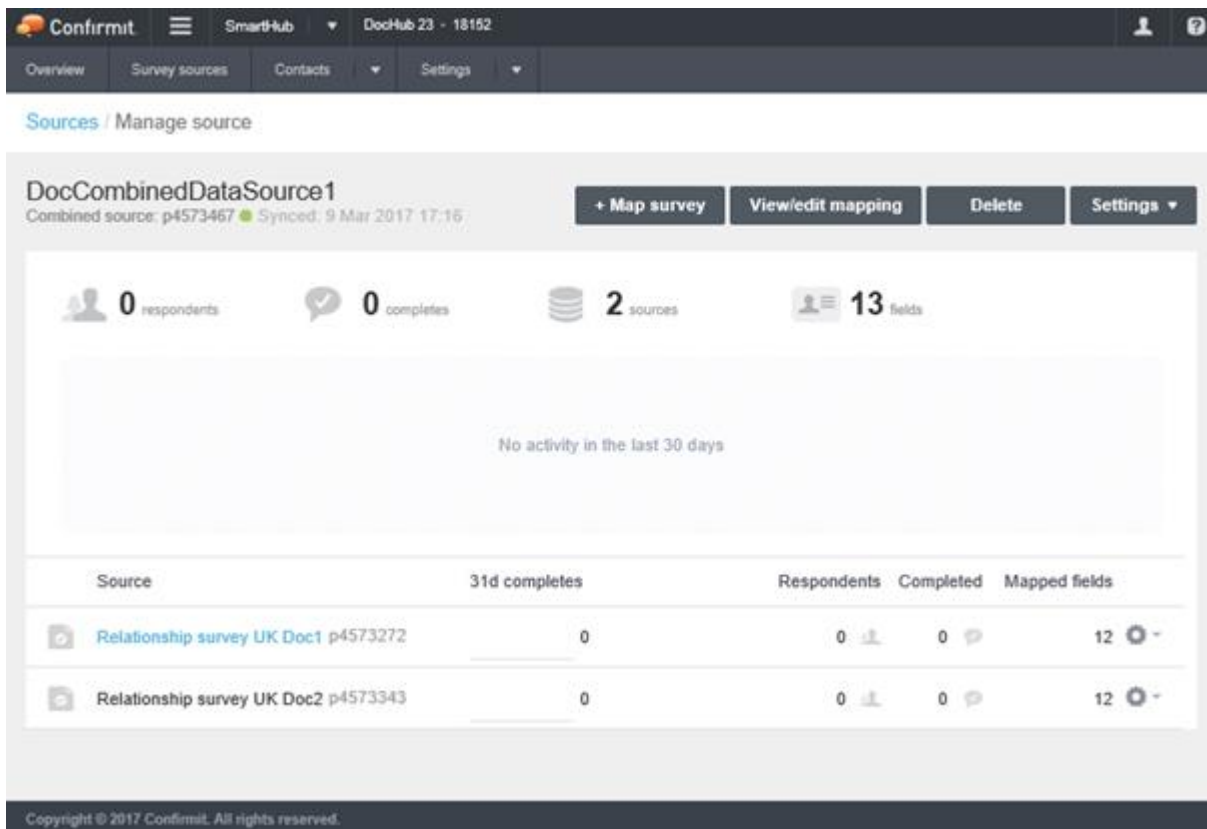 Confirmit SmartHub DocHub 23 - 18152
Overview Survey sources Contacts Settings
Sources / Manage source
DocCombinedDataSource1
Combined source: p4573467 Synced: 9 Mar 2017 17:16
+ Map survey View/edit mapping Delete Settings
0 respondents 0 completes 2 sources 13 fields
No activity in the last 30 days
Source 31d completes Respondents Completed Mapped fields
Relationship survey UK Doc1 p4573272 0 0 0 12
Relationship survey UK Doc2 p4573343 0 0 0 12
Copyright © 2017 Confirmit. All rights reserved.